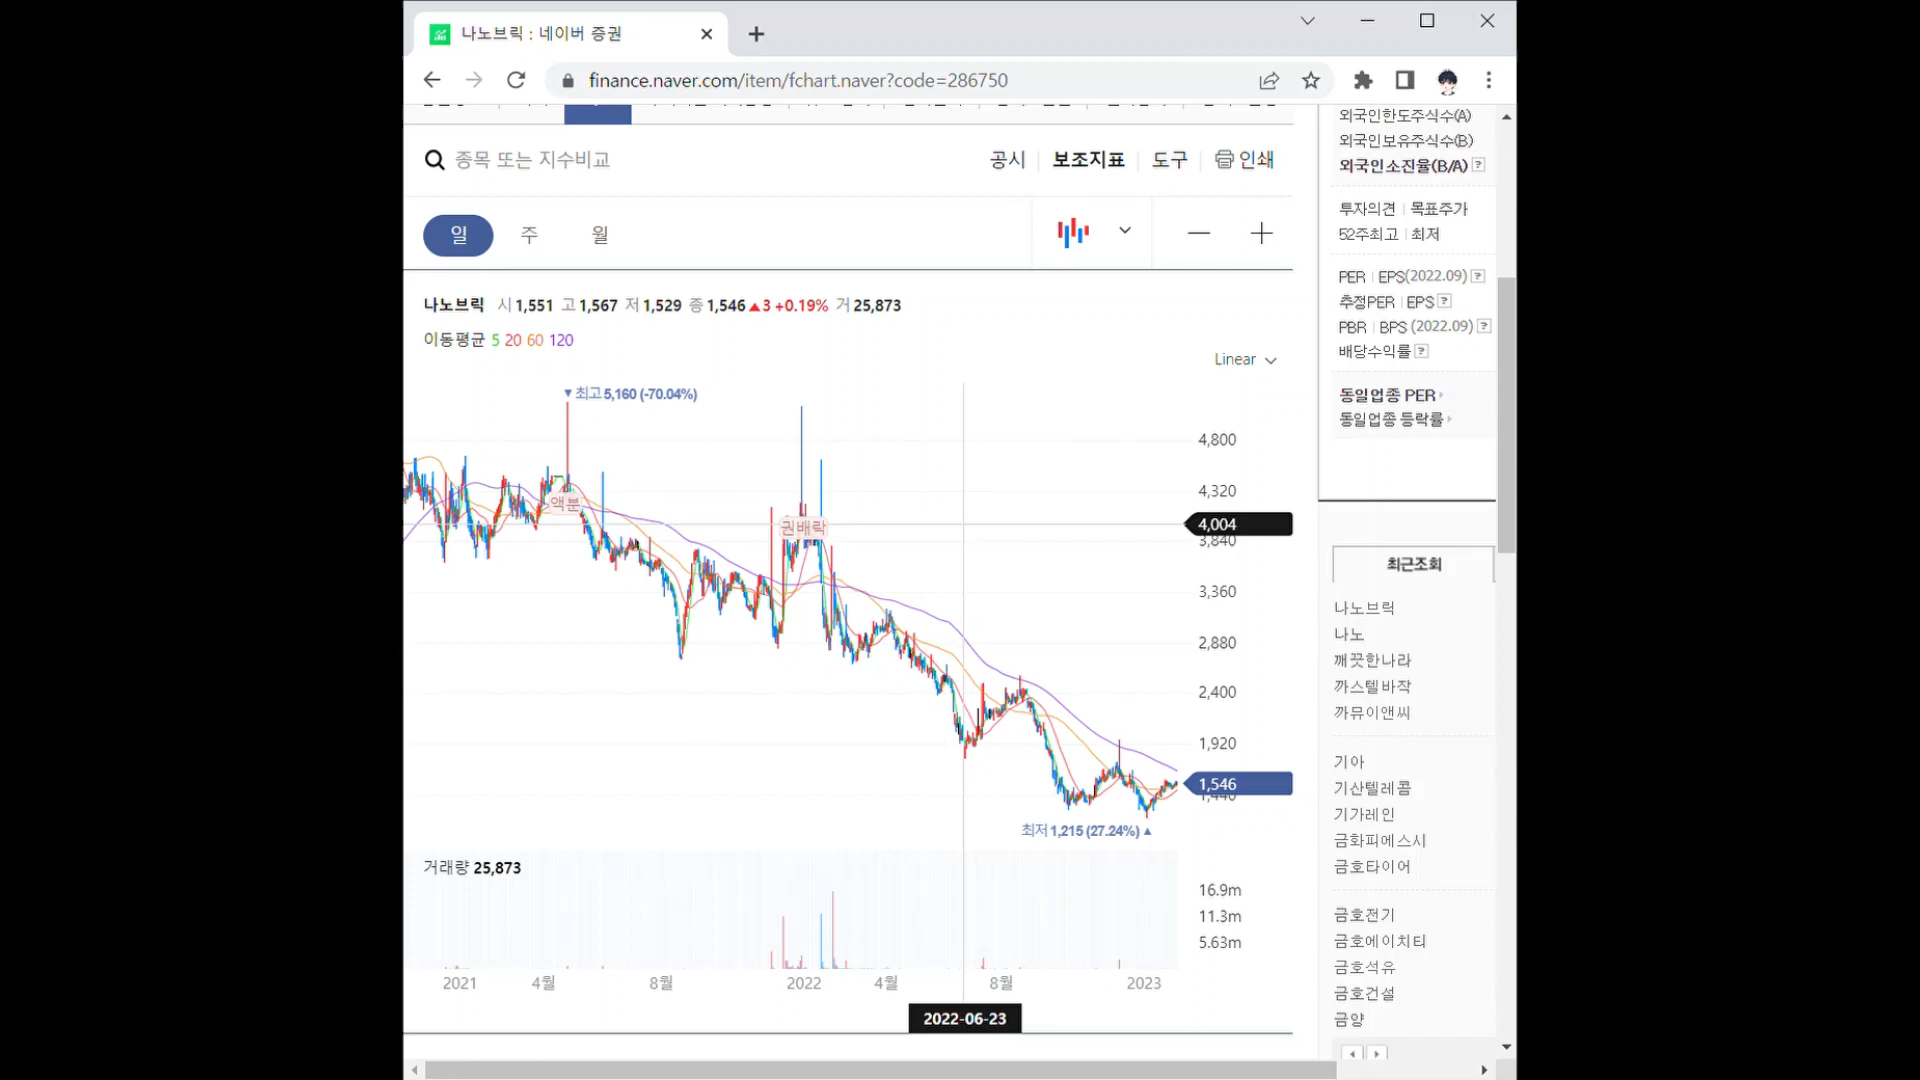 나노브릭 : 네이버 증권
finance.naver.com/item/fchart.naver?code=286750
종목 또는 지수비교
공시 보조지표 도구 인쇄
일 주 월
나노브릭 시 1,551 고 1,567 저 1,529 종 1,546 ▲3 +0.19% 거 25,873
이동평균 5 20 60 120
Linear
▼최고 5,160 (-70.04%)
4,800
4,320
액분
4,004
권배락
3,840
3,360
2,880
2,400
1,920
1,546
1,440
최저 1,215 (27.24%) ▲
거래량 25,873
16.9m
11.3m
5.63m
2021 4월 8월 2022 4월 8월 2023
2022-06-23
외국인한도주식수(A)
외국인보유주식수(B)
외국인소진율(B/A) ?
투자의견 | 목표주가
52주최고 | 최저
PER | EPS(2022.09) ?
추정PER | EPS ?
PBR | BPS (2022.09) ?
배당수익률 ?
동일업종 PER
동일업종 등락률
최근조회
나노브릭
나노
깨끗한나라
까스텔바작
까뮤이앤씨
기아
기산텔레콤
기가레인
금화피에스시
금호타이어
금호전기
금호에이치티
금호석유
금호건설
금양